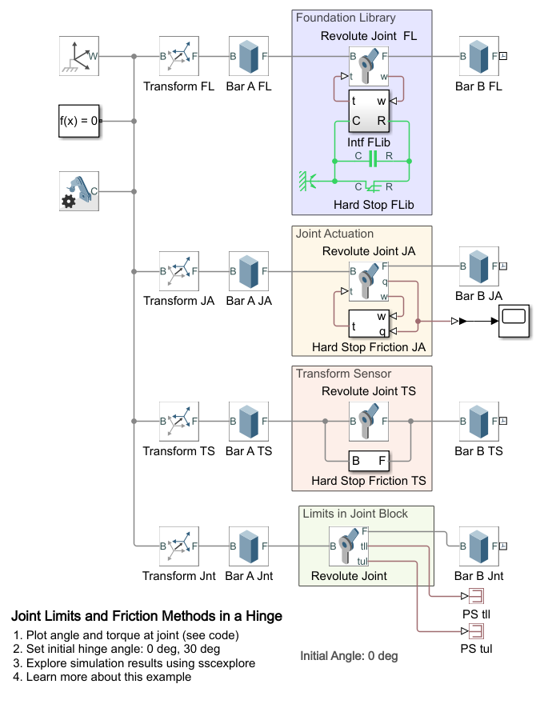 Foundation Library
Revolute Joint FL
W
B F
Transform FL
B F
Bar A FL
B F
t w
B F
Bar B FL
f(x) = 0
t w
C R
Intf FLib
C R
C R
Hard Stop FLib
C
Joint Actuation
Revolute Joint JA
B F
Transform JA
B F
Bar A JA
B F
q
t w
B F
Bar B JA
w
t q
Hard Stop Friction JA
Transform Sensor
Revolute Joint TS
B F
Transform TS
B F
Bar A TS
B F
B F
Bar B TS
B F
Hard Stop Friction TS
Limits in Joint Block
B F
Transform Jnt
B F
Bar A Jnt
B F
tll
tul
Revolute Joint
B F
Bar B Jnt
PS tll
PS tul
Joint Limits and Friction Methods in a Hinge
1. Plot angle and torque at joint (see code)
2. Set initial hinge angle: 0 deg, 30 deg
3. Explore simulation results using sscexplore
4. Learn more about this example
Initial Angle: 0 deg